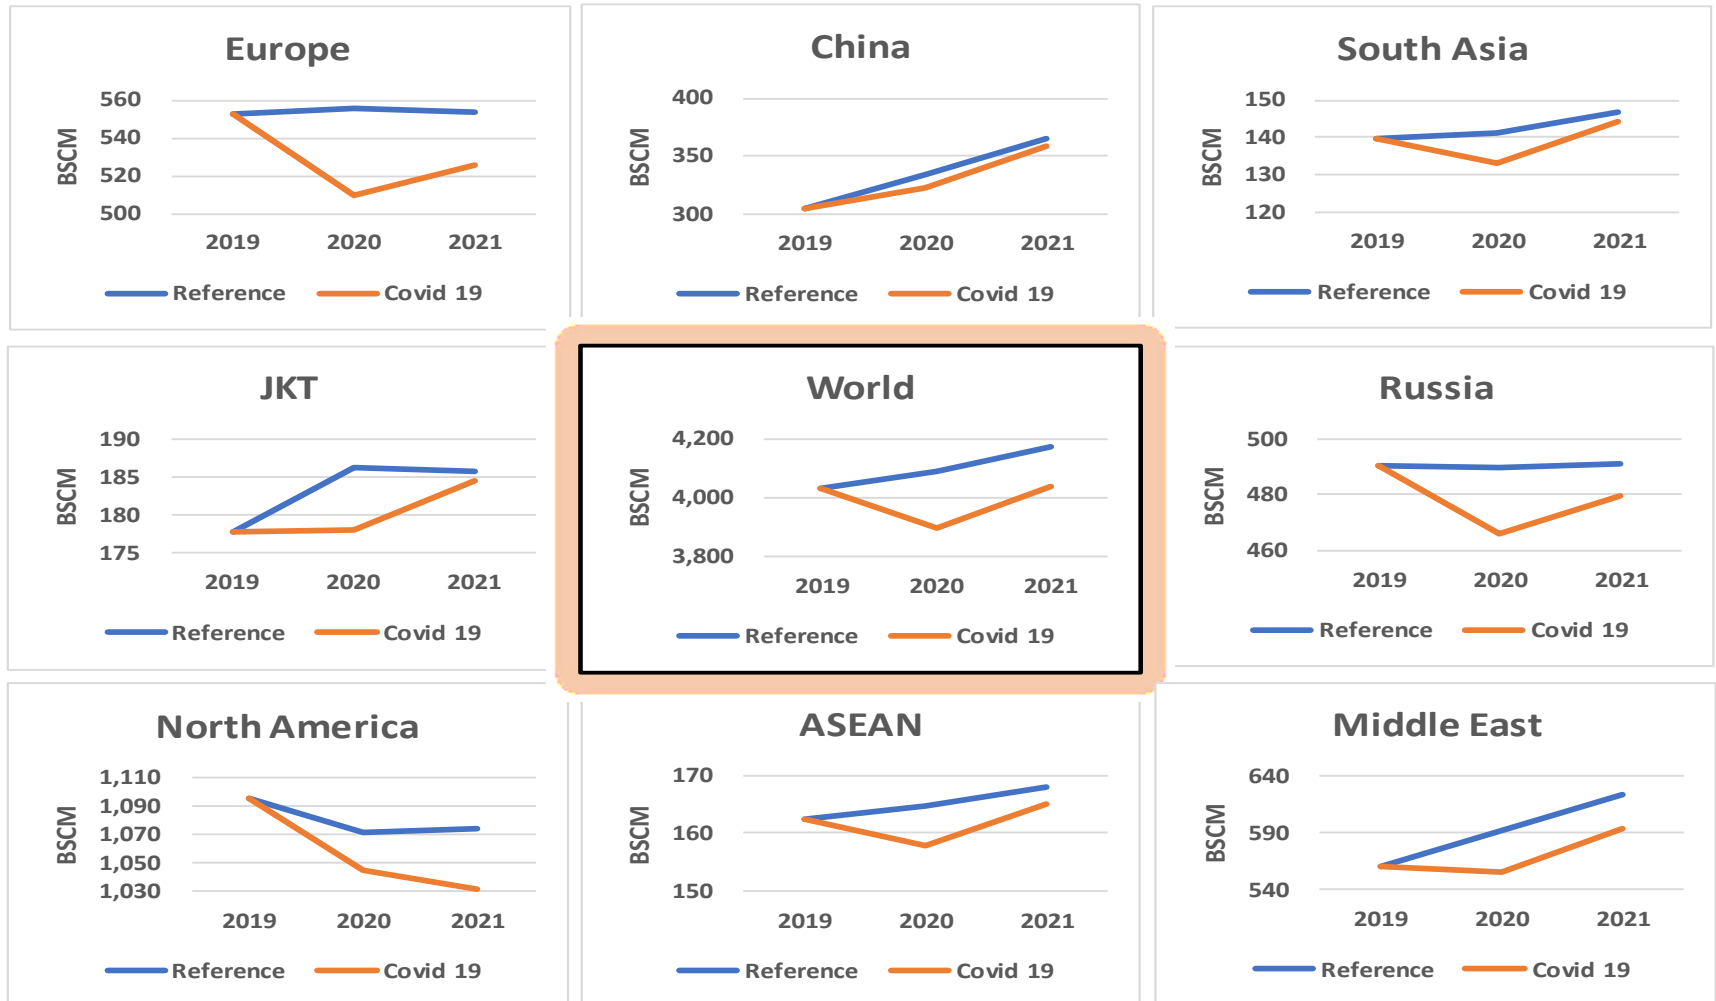 Europe
BSCM
560
540
520
500
2019 2020 2021
Reference Covid 19
China
BSCM
400
350
300
2019 2020 2021
Reference Covid 19
South Asia
BSCM
150
140
130
120
2019 2020 2021
Reference Covid 19
JKT
BSCM
190
185
180
175
2019 2020 2021
Reference Covid 19
World
BSCM
4,200
4,000
3,800
2019 2020 2021
Reference Covid 19
Russia
BSCM
500
480
460
2019 2020 2021
Reference Covid 19
North America
BSCM
1,110
1,090
1,070
1,050
1,030
2019 2020 2021
Reference Covid 19
ASEAN
BSCM
170
160
150
2019 2020 2021
Reference Covid 19
Middle East
BSCM
640
590
540
2019 2020 2021
Reference Covid 19